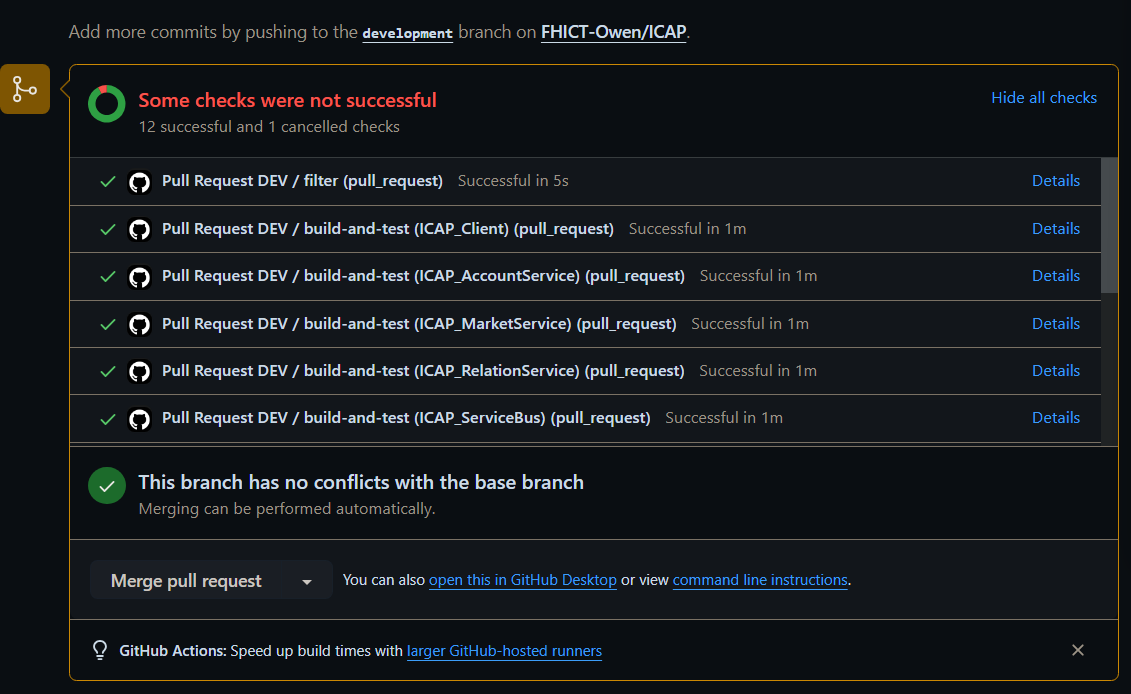 Add more commits by pushing to the development branch on FHICT-Owen/ICAP.
Some checks were not successful
Hide all checks
12 successful and 1 cancelled checks
Pull Request DEV / filter (pull_request) Successful in 5s Details
Pull Request DEV / build-and-test (ICAP_Client) (pull_request) Successful in 1m Details
Pull Request DEV / build-and-test (ICAP_AccountService) (pull_request) Successful in 1m Details
Pull Request DEV / build-and-test (ICAP_MarketService) (pull_request) Successful in 1m Details
Pull Request DEV / build-and-test (ICAP_RelationService) (pull_request) Successful in 1m Details
Pull Request DEV / build-and-test (ICAP_ServiceBus) (pull_request) Successful in 1m Details
This branch has no conflicts with the base branch
Merging can be performed automatically.
Merge pull request You can also open this in GitHub Desktop or view command line instructions.
GitHub Actions: Speed up build times with larger GitHub-hosted runners